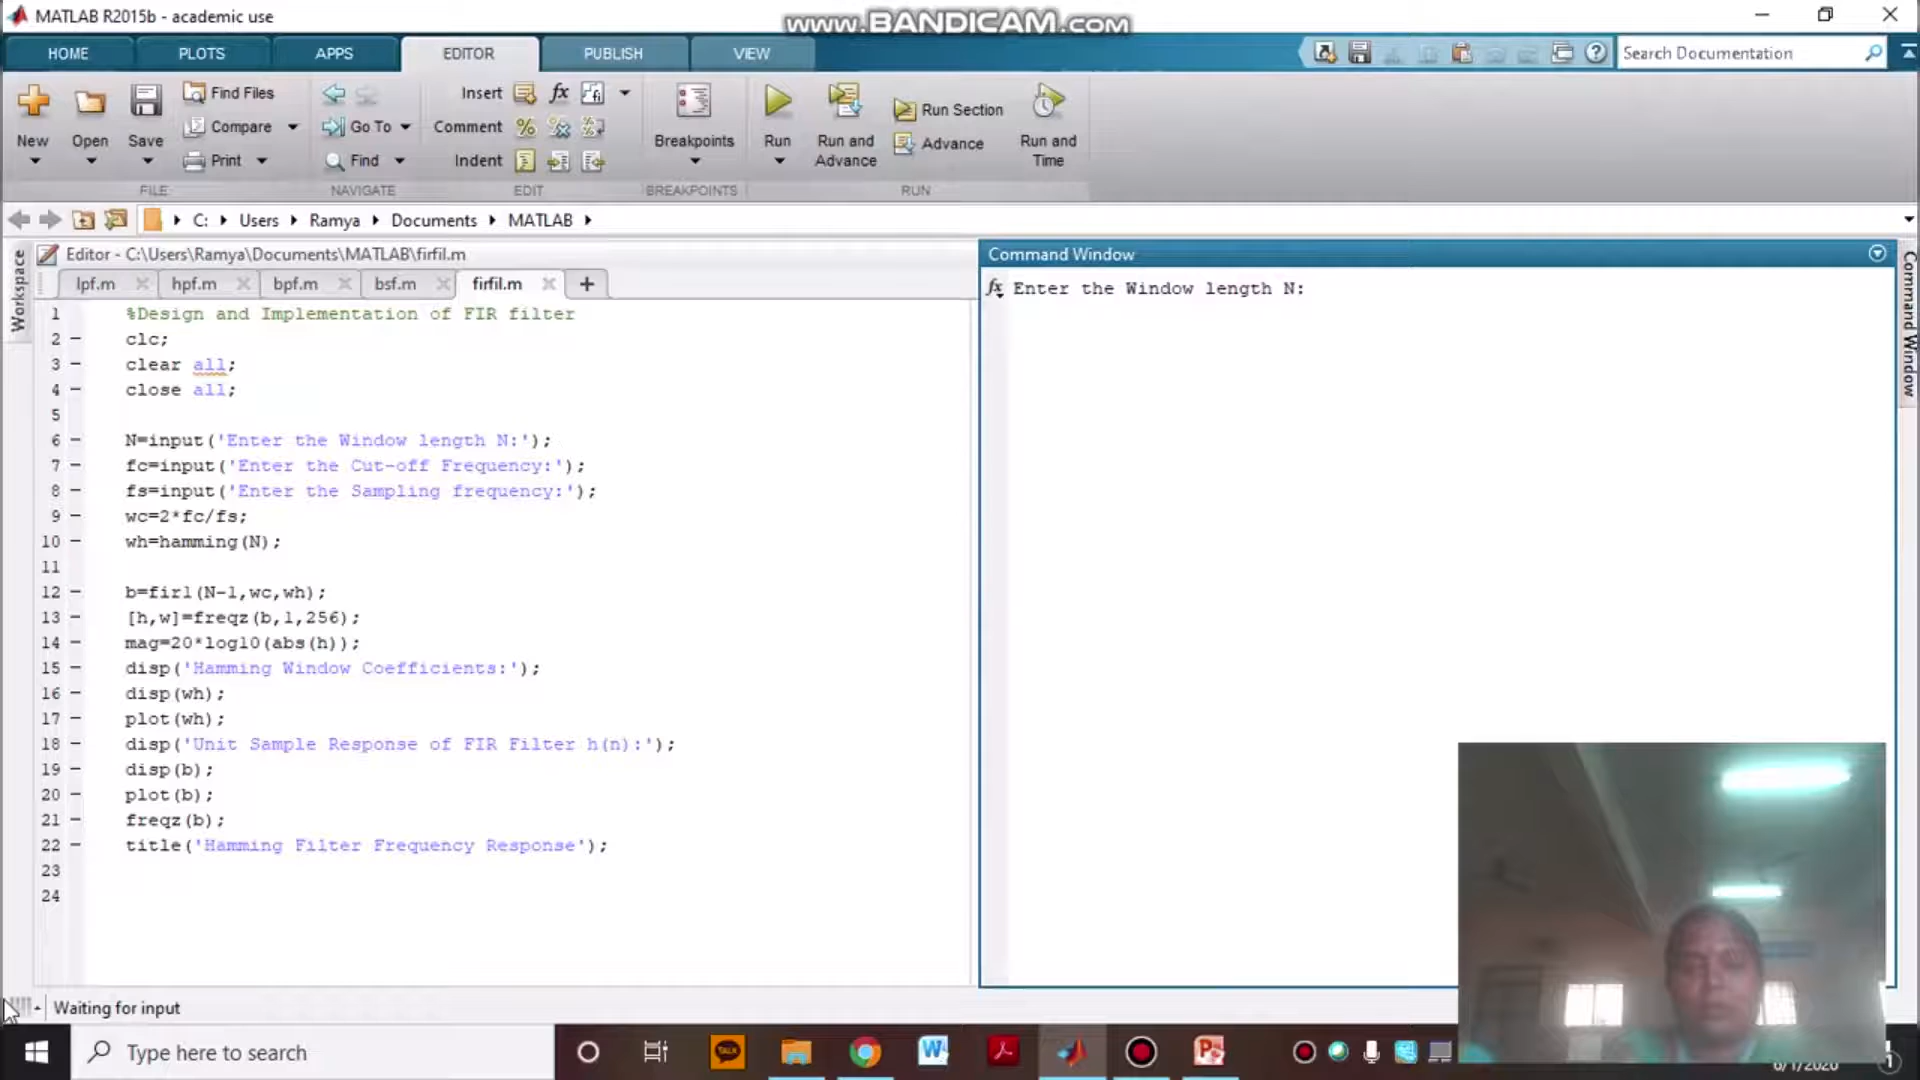 MATLAB R2015b - academic use
www.BANDICAM.com
HOME PLOTS APPS EDITOR PUBLISH VIEW
Search Documentation
New Open Save
Find Files
Compare
Print
Go To
Find
Insert fx
Comment
Indent
Breakpoints
Run
Run and Advance
Run Section
Advance
Run and Time
FILE NAVIGATE EDIT BREAKPOINTS RUN
C: Users Ramya Documents MATLAB
Workspace
Editor - C:\Users\Ramya\Documents\MATLAB\firfil.m
lpf.m hpf.m bpf.m bsf.m firfil.m
1 %Design and Implementation of FIR filter
2 clc;
3 clear all;
4 close all;
5
6 N=input('Enter the Window length N:');
7 fc=input('Enter the Cut-off Frequency:');
8 fs=input('Enter the Sampling frequency:');
9 wc=2*fc/fs;
10 wh=hamming(N);
11
12 b=fir1(N-1,wc,wh);
13 [h,w]=freqz(b,1,256);
14 mag=20*log10(abs(h));
15 disp('Hamming Window Coefficients:');
16 disp(wh);
17 plot(wh);
18 disp('Unit Sample Response of FIR Filter h(n):');
19 disp(b);
20 plot(b);
21 freqz(b);
22 title('Hamming Filter Frequency Response');
23
24
Command Window
fx Enter the Window length N:
Command Window
Waiting for input
Type here to search
TALK
6/1/2020